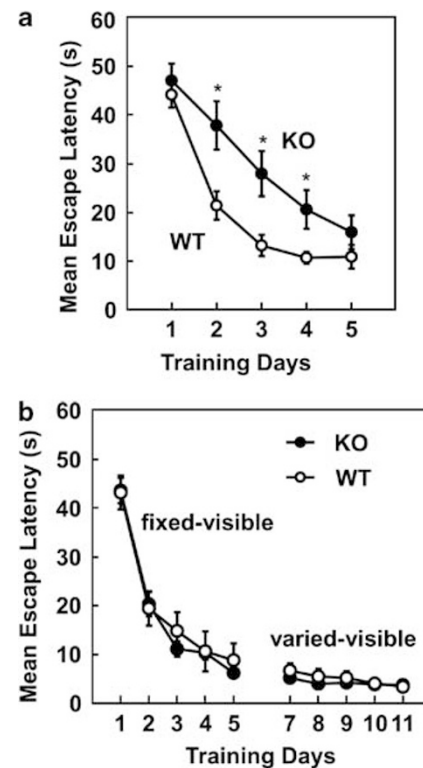 a
Mean Escape Latency (s)
60
50
40
30
20
10
0
*
*
*
KO
WT
1 2 3 4 5
Training Days
b
Mean Escape Latency (s)
60
50
40
30
20
10
0
KO
WT
fixed-visible
varied-visible
1 2 3 4 5 7 8 9 10 11
Training Days